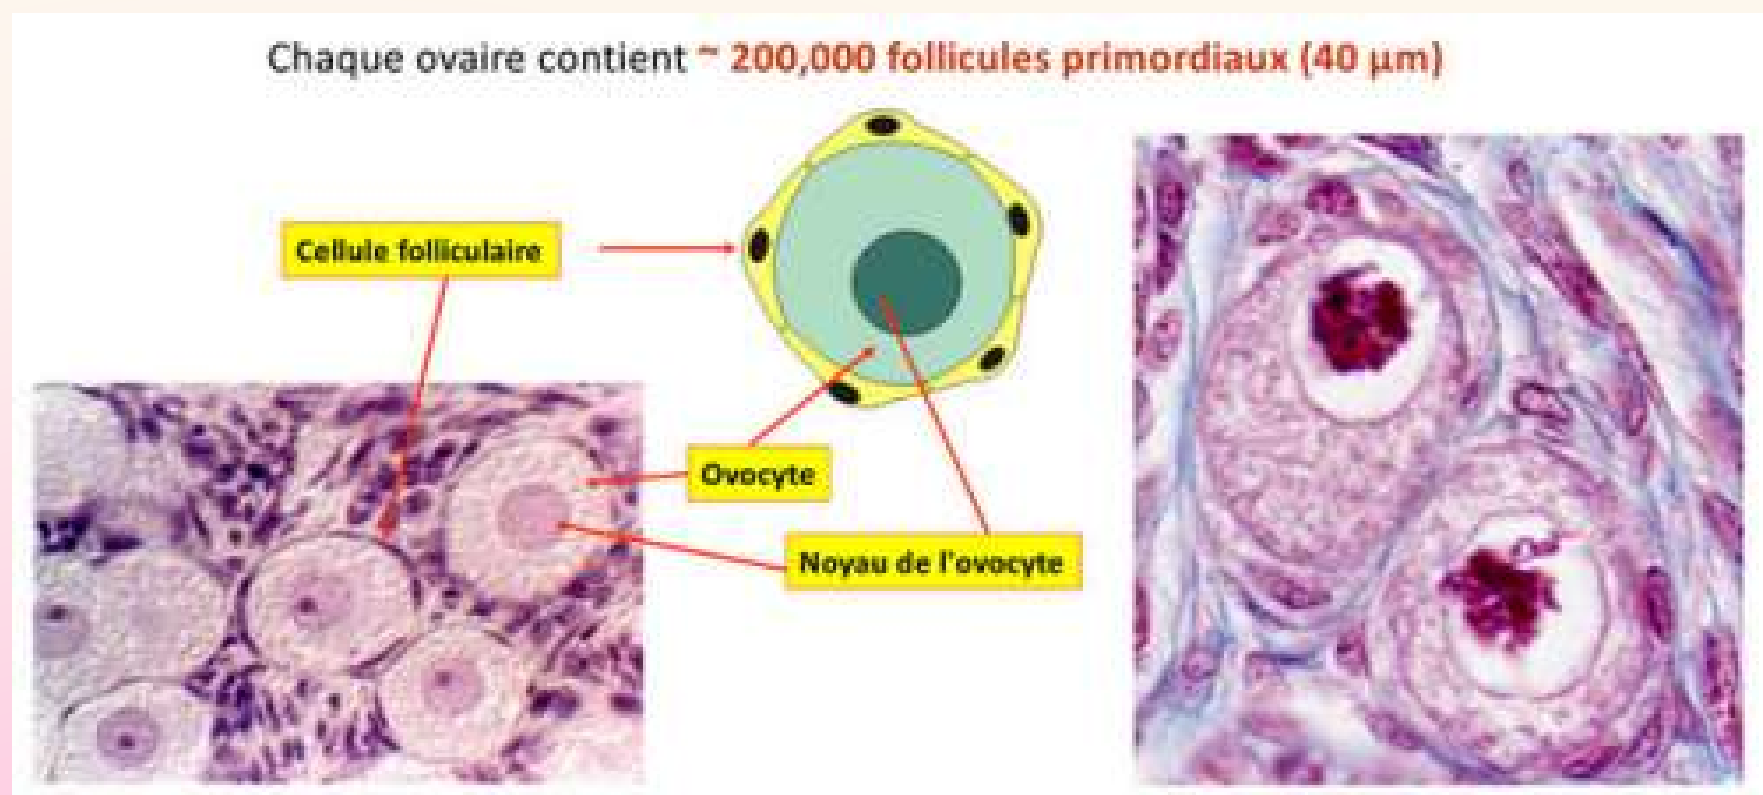 Chaque ovaire contient ~ 200,000 follicules primordiaux (40 µm)
Cellule folliculaire
Ovocyte
Noyau de l'ovocyte